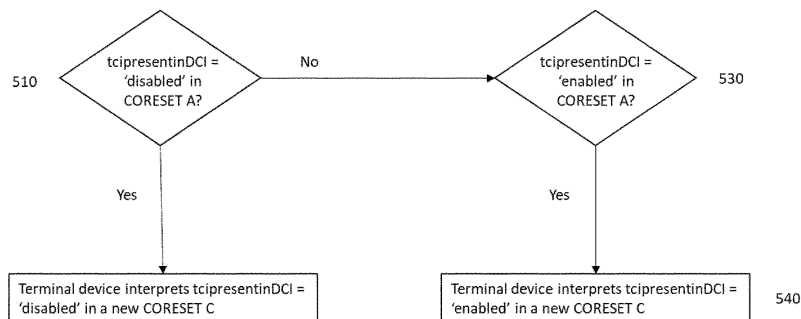 tcipresentinDCI =
'disabled' in
CORESET A?
510
No
tcipresentinDCI =
'enabled' in
CORESET A?
530
Yes
Yes
Terminal device interprets tcipresentinDCI =
'disabled' in a new CORESET C
Terminal device interprets tcipresentinDCI =
'enabled' in a new CORESET C
540